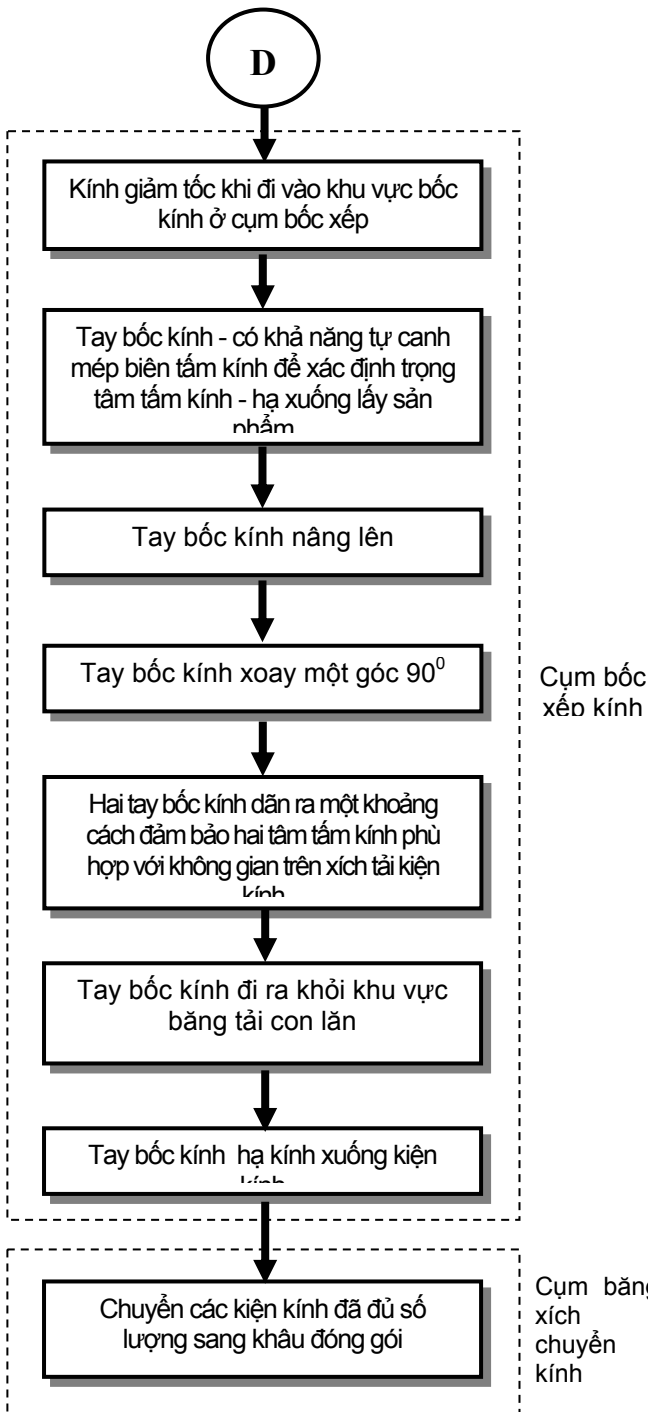 D
Kính giảm tốc khi đi vào khu vực bốc
kính ở cụm bốc xếp
Tay bốc kính - có khả năng tự canh
mép biên tấm kính để xác định trọng
tâm tấm kính - hạ xuống lấy sản
phẩm
Tay bốc kính nâng lên
Tay bốc kính xoay một góc 90⁰
Cụm bốc
xếp kính
Hai tay bốc kính dãn ra một khoảng
cách đảm bảo hai tâm tấm kính phù
hợp với không gian trên xích tải kiện
kính
Tay bốc kính đi ra khỏi khu vực
băng tải con lăn
Tay bốc kính hạ kính xuống kiện
kính
Chuyển các kiện kính đã đủ số
lượng sang khâu đóng gói
Cụm băng
xích
chuyển
kính